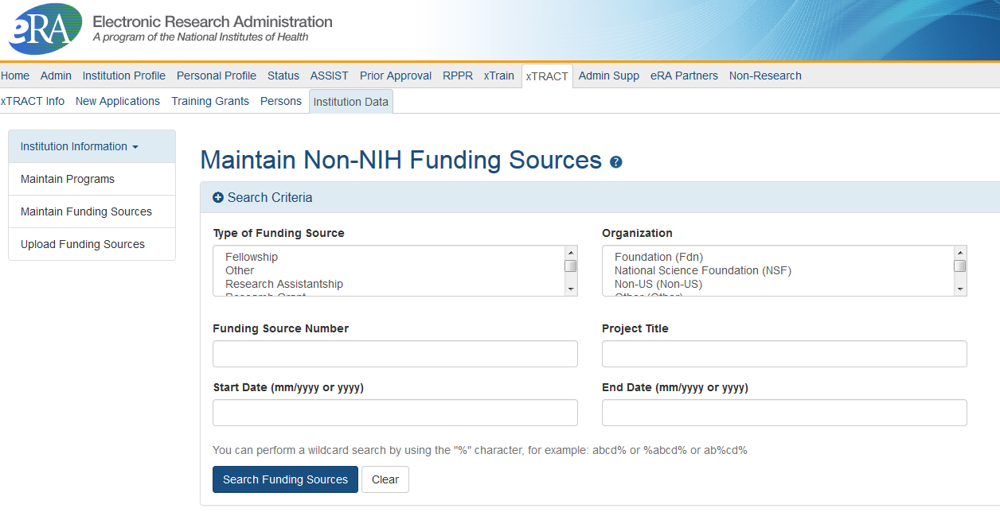 eRA
Electronic Research Administration
A program of the National Institutes of Health
Home Admin Institution Profile Personal Profile Status ASSIST Prior Approval RPPR xTrain xTRACT Admin Supp eRA Partners Non-Research
xTRACT Info New Applications Training Grants Persons Institution Data
Institution Information
Maintain Programs
Maintain Funding Sources
Upload Funding Sources
Maintain Non-NIH Funding Sources ?
Search Criteria
Type of Funding Source
Fellowship
Other
Research Assistantship
Research Grant
Organization
Foundation (Fdn)
National Science Foundation (NSF)
Non-US (Non-US)
Other (Other)
Funding Source Number
Project Title
Start Date (mm/yyyy or yyyy)
End Date (mm/yyyy or yyyy)
You can perform a wildcard search by using the "%" character, for example: abcd% or %abcd% or ab%cd%
Search Funding Sources
Clear